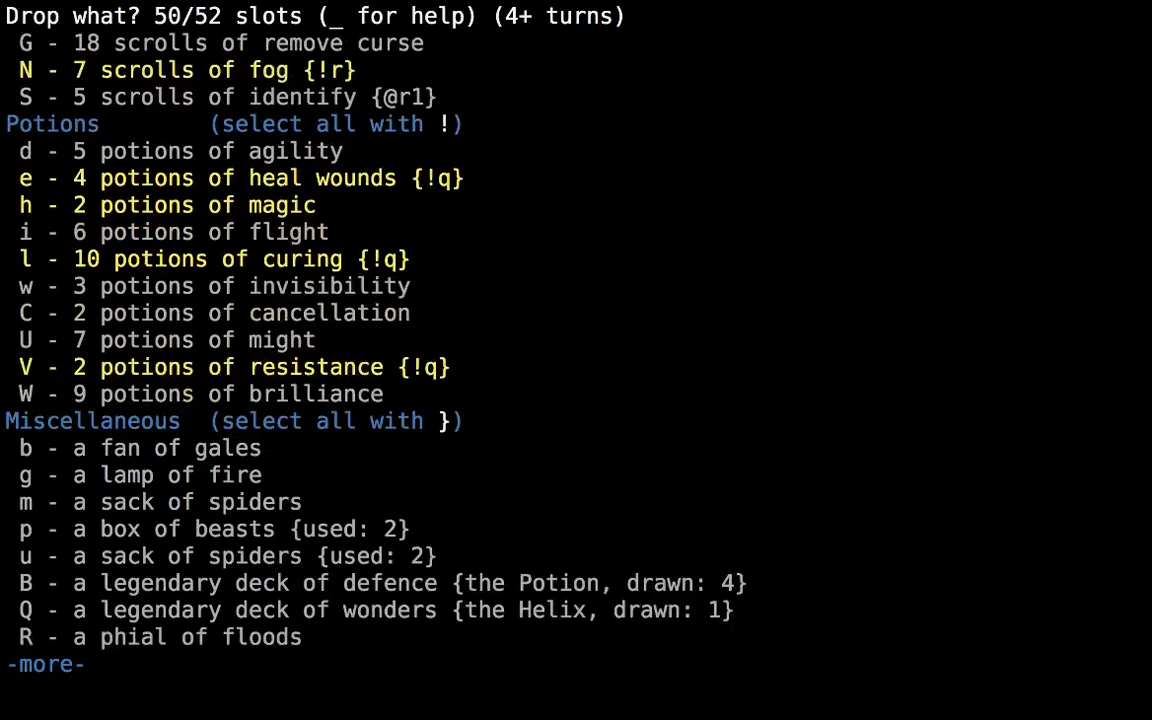 Drop what? 50/52 slots (_ for help) (4+ turns)
G - 18 scrolls of remove curse
N - 7 scrolls of fog {!r}
S - 5 scrolls of identify {@r1}
Potions (select all with !)
d - 5 potions of agility
e - 4 potions of heal wounds {!q}
h - 2 potions of magic
i - 6 potions of flight
l - 10 potions of curing {!q}
w - 3 potions of invisibility
C - 2 potions of cancellation
U - 7 potions of might
V - 2 potions of resistance {!q}
W - 9 potions of brilliance
Miscellaneous (select all with })
b - a fan of gales
g - a lamp of fire
m - a sack of spiders
p - a box of beasts {used: 2}
u - a sack of spiders {used: 2}
B - a legendary deck of defence {the Potion, drawn: 4}
Q - a legendary deck of wonders {the Helix, drawn: 1}
R - a phial of floods
-more-